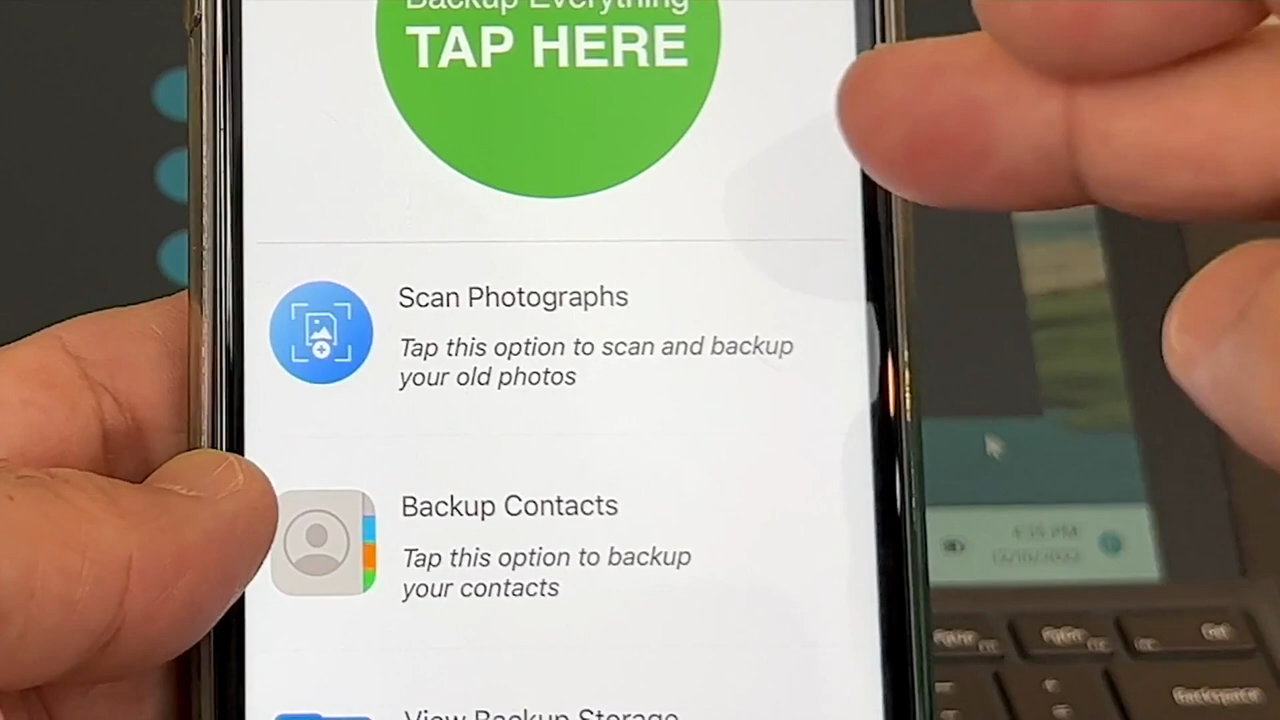 Backup Everything
TAP HERE
Scan Photographs
Tap this option to scan and backup
your old photos
Backup Contacts
Tap this option to backup
your contacts
View Backup Storage
Backspace